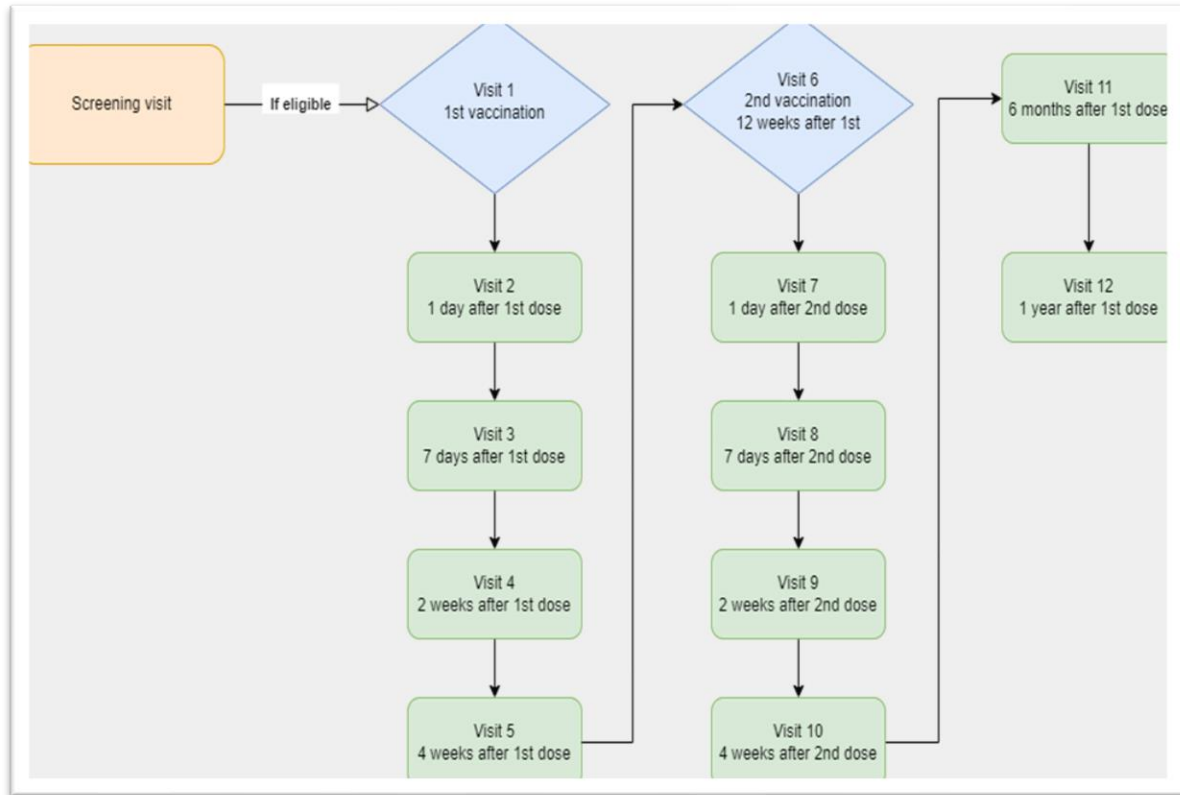 Screening visit
If eligible
Visit 1
1st vaccination
Visit 2
1 day after 1st dose
Visit 3
7 days after 1st dose
Visit 4
2 weeks after 1st dose
Visit 5
4 weeks after 1st dose
Visit 6
2nd vaccination
12 weeks after 1st
Visit 7
1 day after 2nd dose
Visit 8
7 days after 2nd dose
Visit 9
2 weeks after 2nd dose
Visit 10
4 weeks after 2nd dose
Visit 11
6 months after 1st dose
Visit 12
1 year after 1st dose